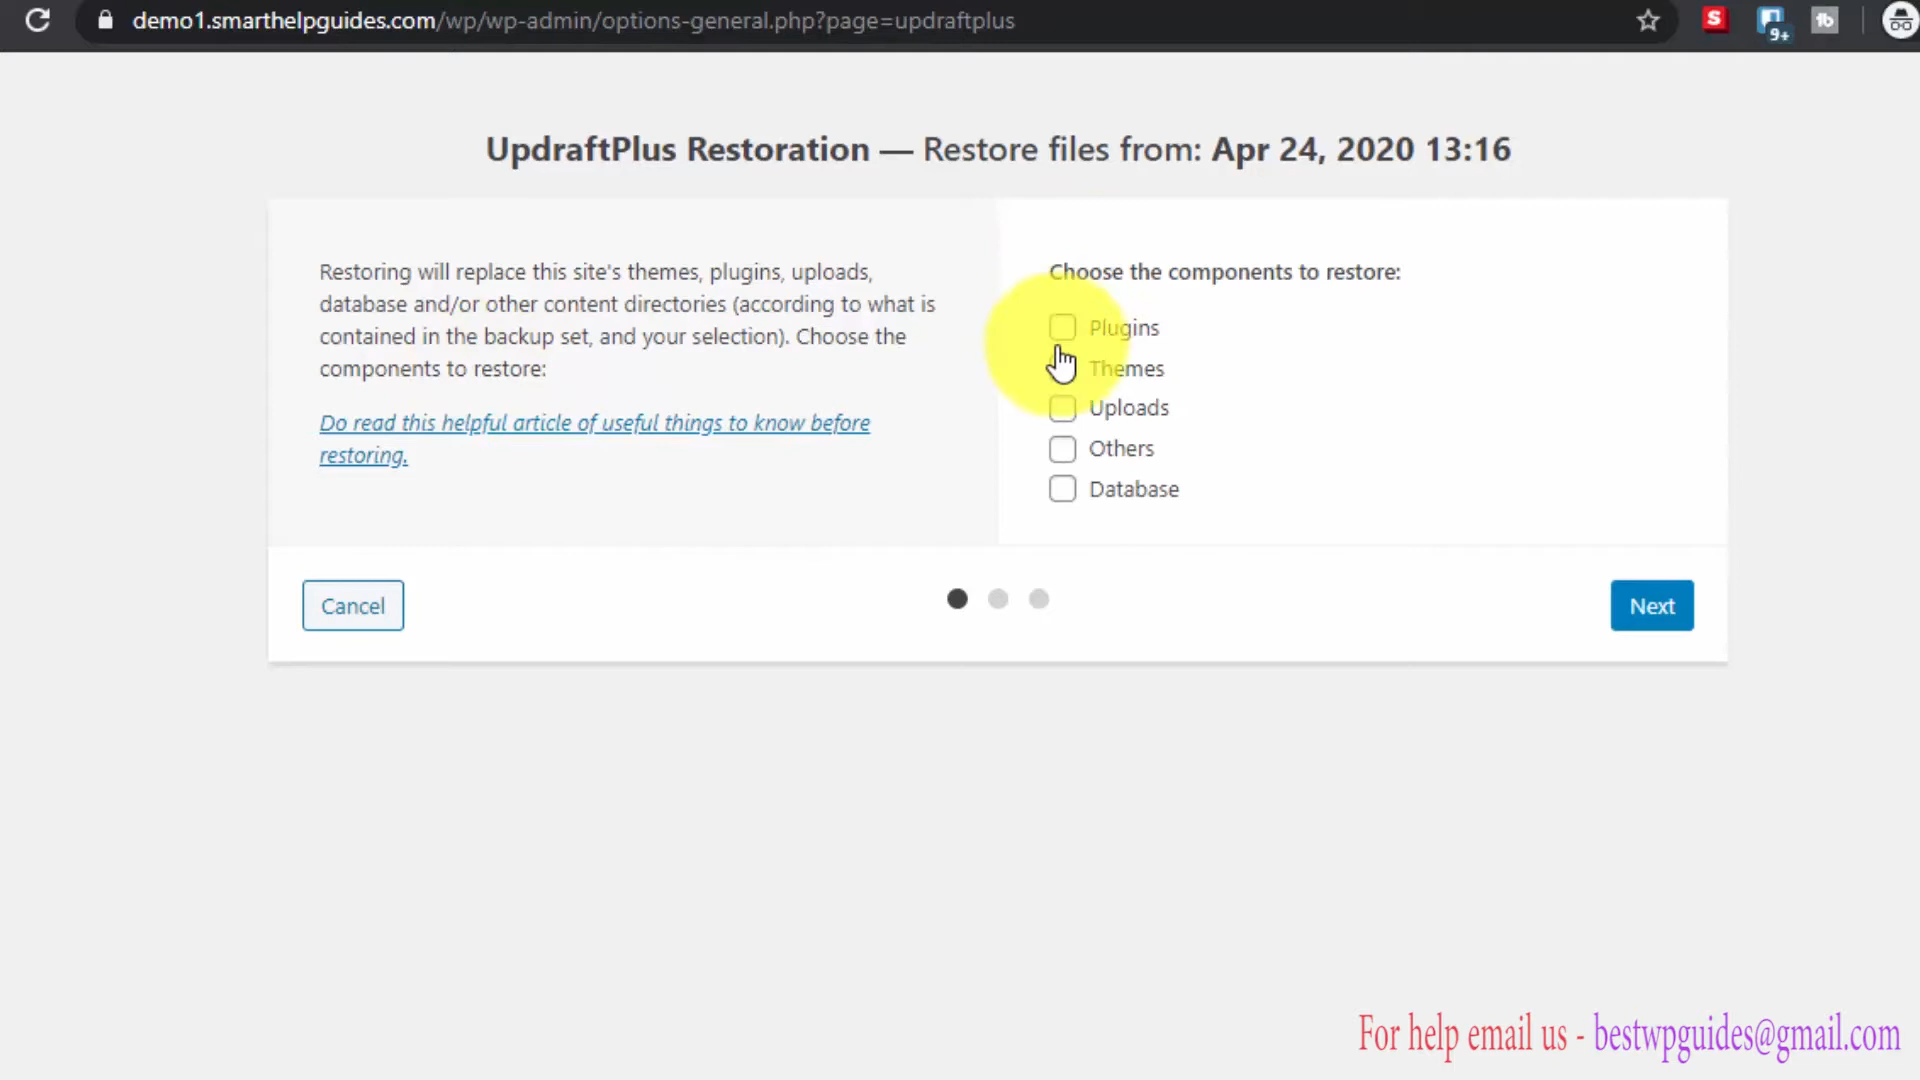 demo1.smarthelpguides.com/wp/wp-admin/options-general.php?page=updraftplus
S
9+
tb
UpdraftPlus Restoration — Restore files from: Apr 24, 2020 13:16
Restoring will replace this site's themes, plugins, uploads,
database and/or other content directories (according to what is
contained in the backup set, and your selection). Choose the
components to restore:
Do read this helpful article of useful things to know before
restoring.
Choose the components to restore:
Plugins
Themes
Uploads
Others
Database
Cancel
Next
For help email us - bestwpguides@gmail.com